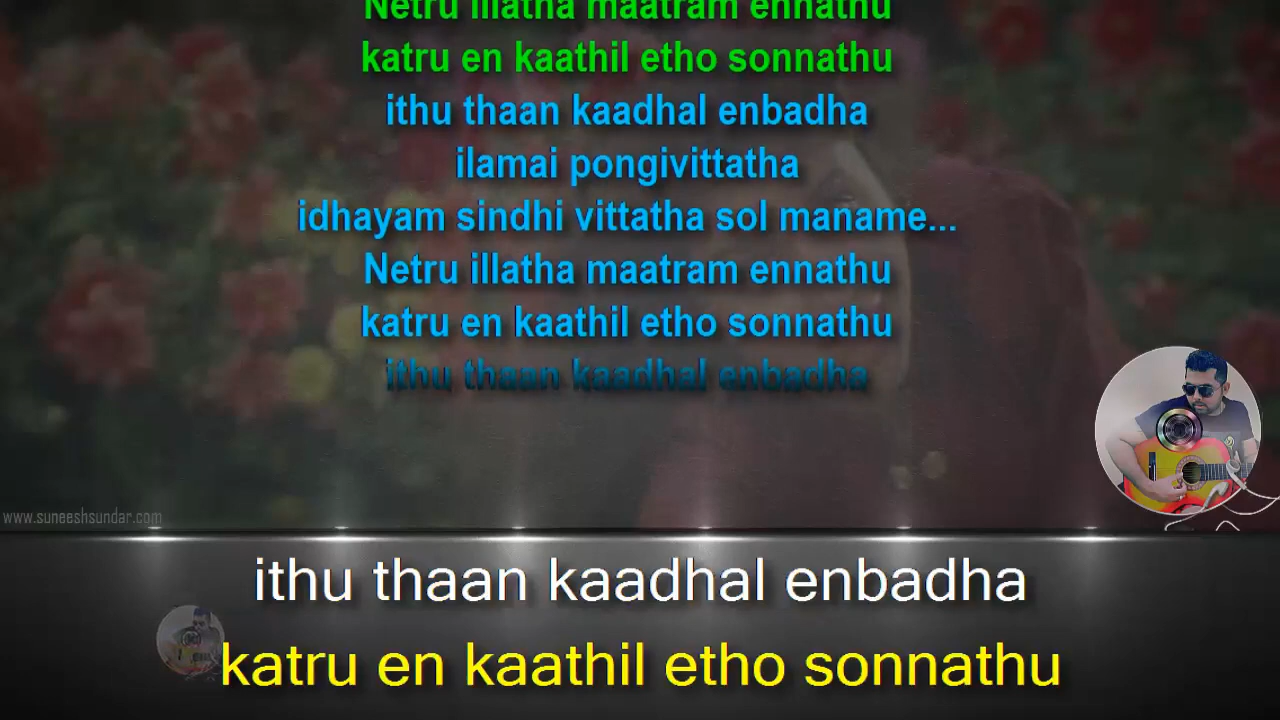 Netru illatha maatram ennathu
katru en kaathil etho sonnathu
ithu thaan kaadhal enbadha
ilamai pongivittatha
idhayam sindhi vittatha sol maname...
Netru illatha maatram ennathu
katru en kaathil etho sonnathu
ithu thaan kaadhal enbadha
www.suneeshsundar.com
ithu thaan kaadhal enbadha
katru en kaathil etho sonnathu